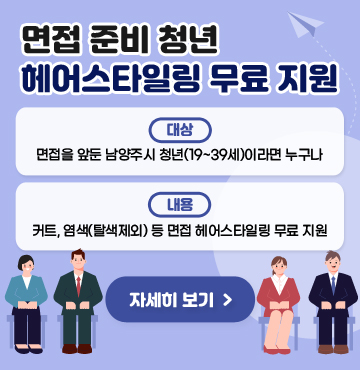 면접 준비 청년
헤어스타일링 무료 지원
대상
면접을 앞둔 남양주시 청년(19~39세)이라면 누구나
내용
커트, 염색(탈색제외) 등 면접 헤어스타일링 무료 지원
자세히 보기 >